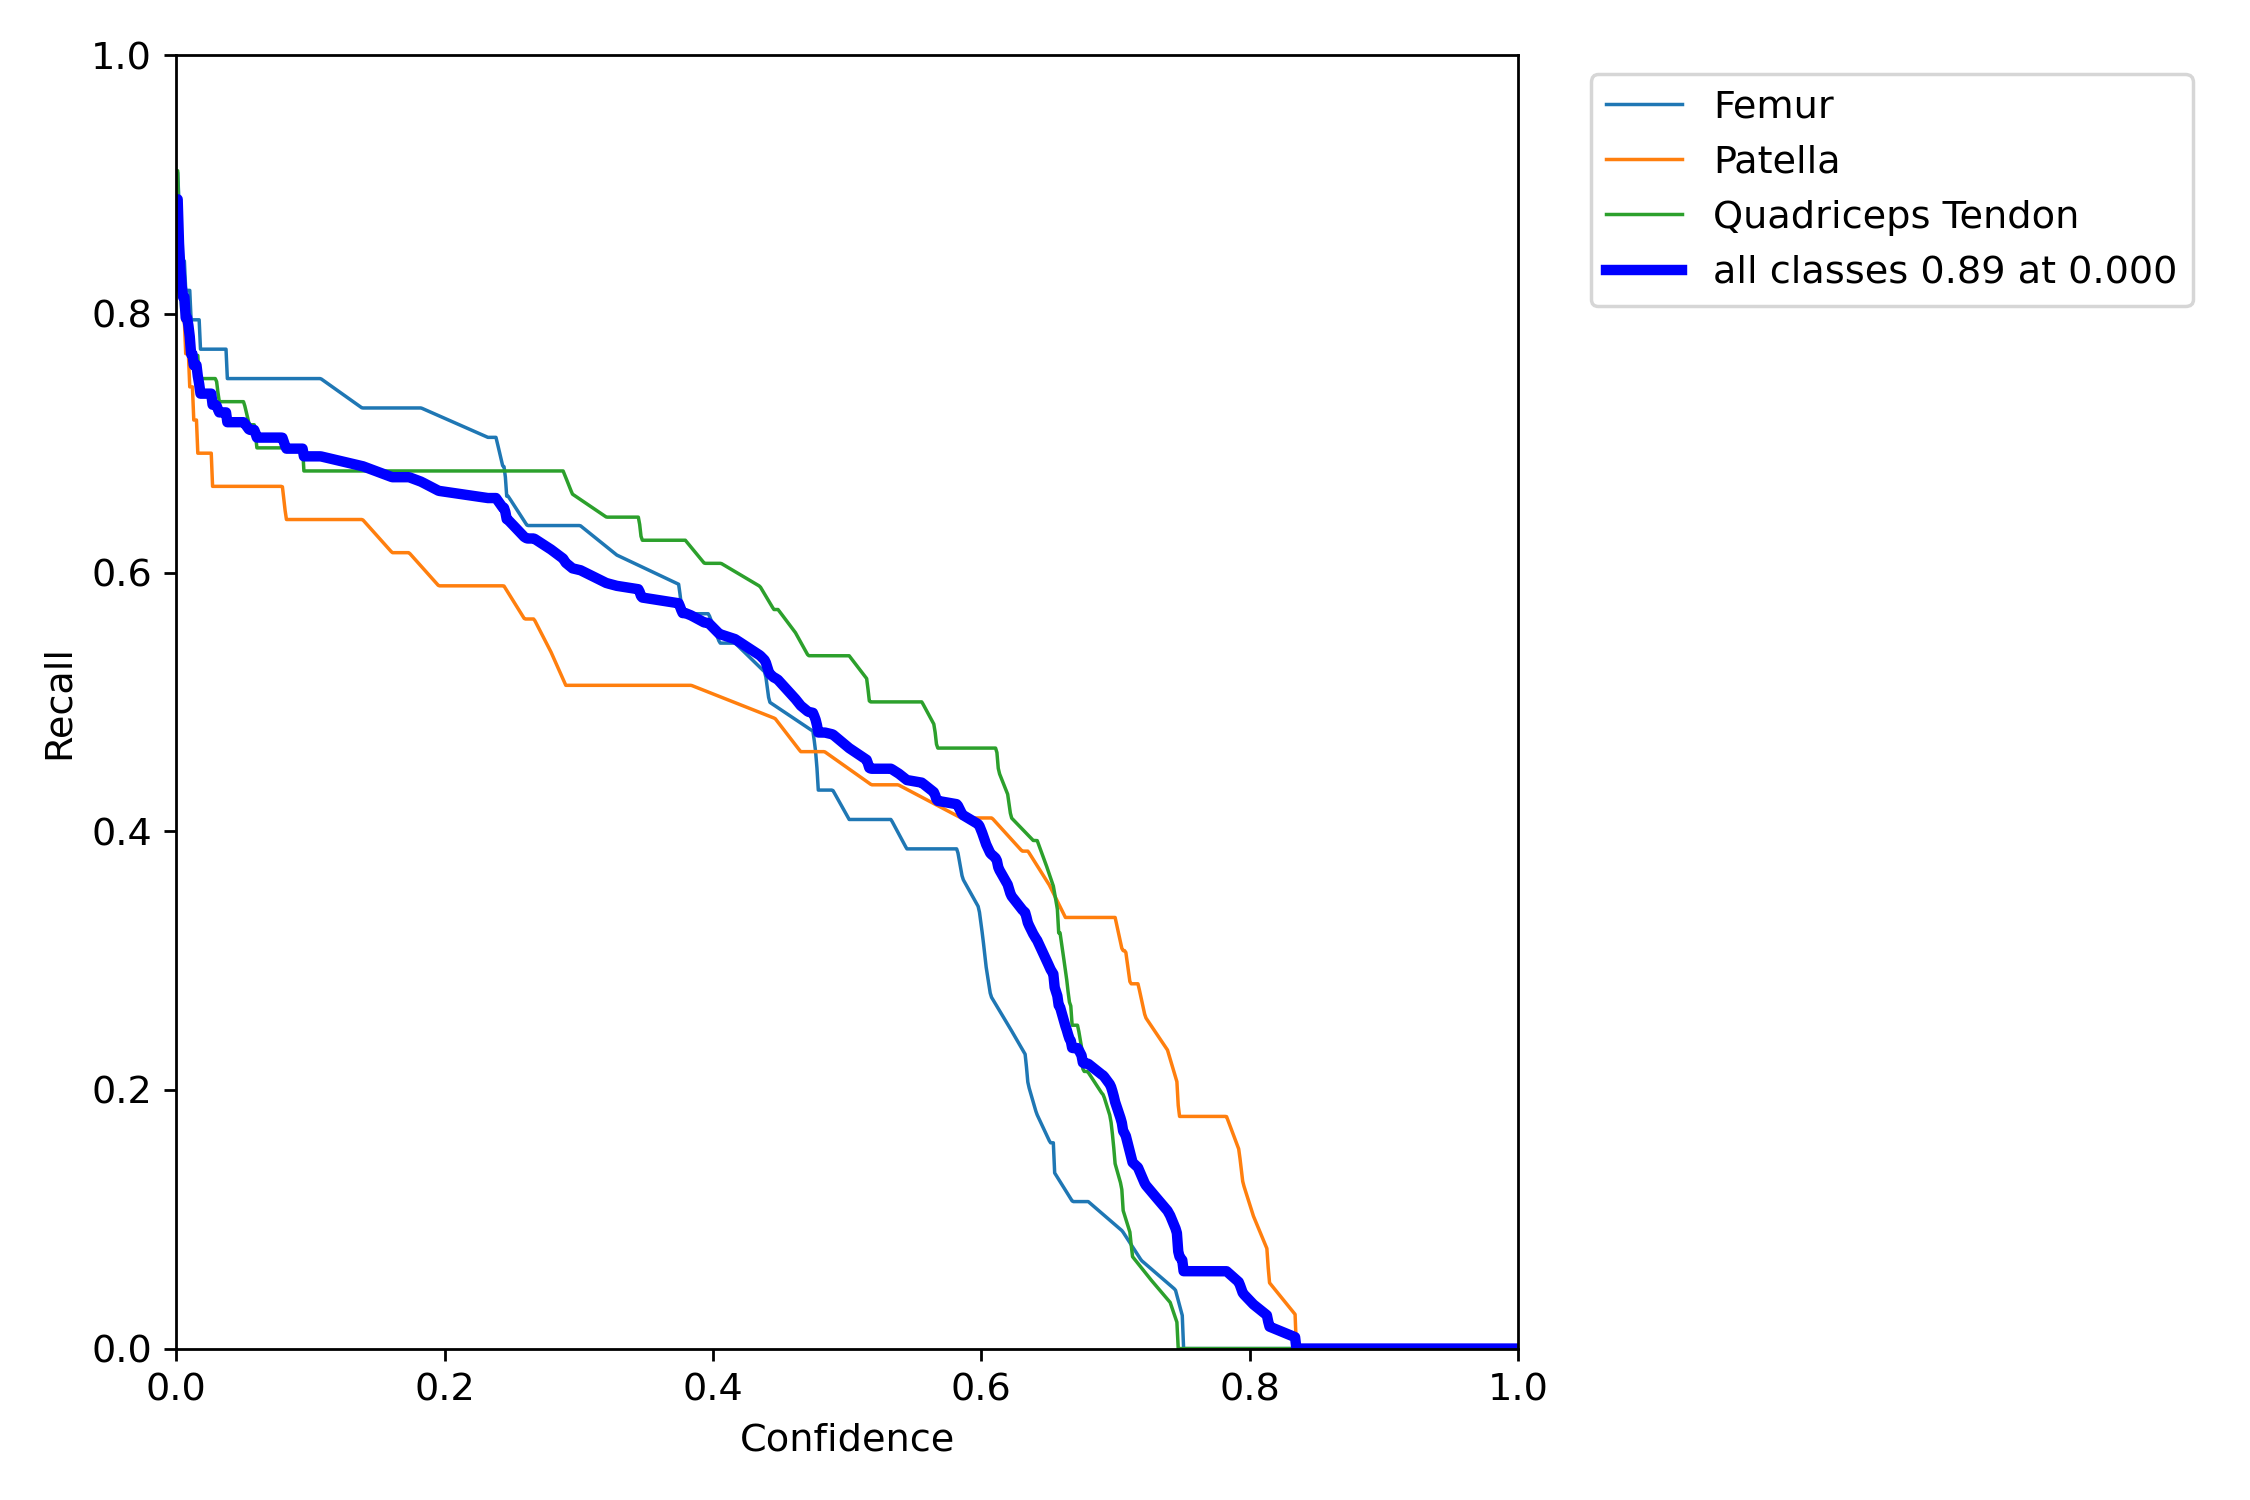 1.0
0.8
0.6
0.4
0.2
0.0
Recall
0.0 0.2 0.4 0.6 0.8 1.0
Confidence
Femur
Patella
Quadriceps Tendon
all classes 0.89 at 0.000